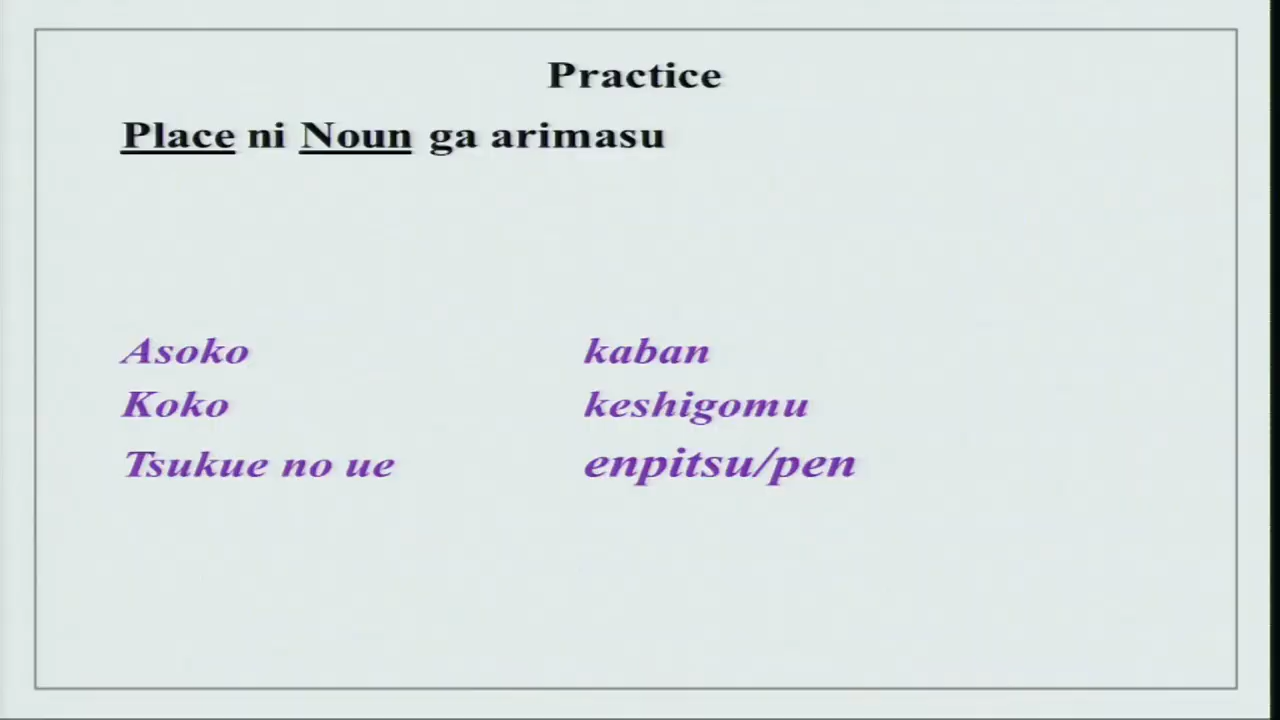 Practice
Place ni Noun ga arimasu
Asoko kaban
Koko keshigomu
Tsukue no ue enpitsu/pen